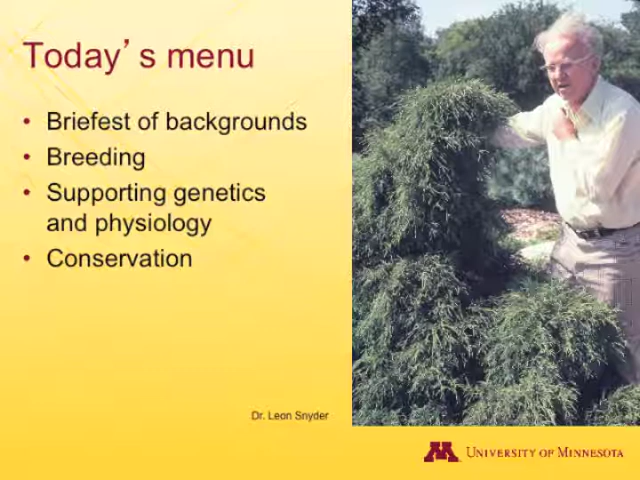 Today’s menu
• Briefest of backgrounds
• Breeding
• Supporting genetics
and physiology
• Conservation
Dr. Leon Snyder
M UNIVERSITY OF MINNESOTA